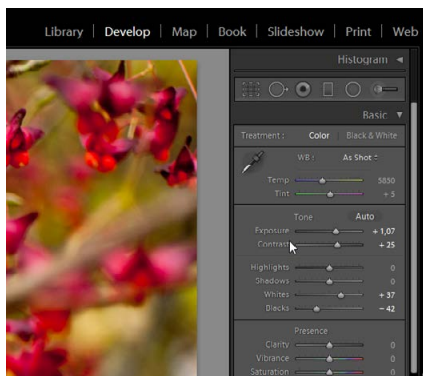 Library | Develop | Map | Book | Slideshow | Print | Web
Histogram
Basic
Treatment : Color | Black & White
WB : As Shot
Temp 5850
Tint + 5
Tone Auto
Exposure + 1,07
Contrast + 25
Highlights 0
Shadows 0
Whites + 37
Blacks − 42
Presence
Clarity 0
Vibrance 0
Saturation 0